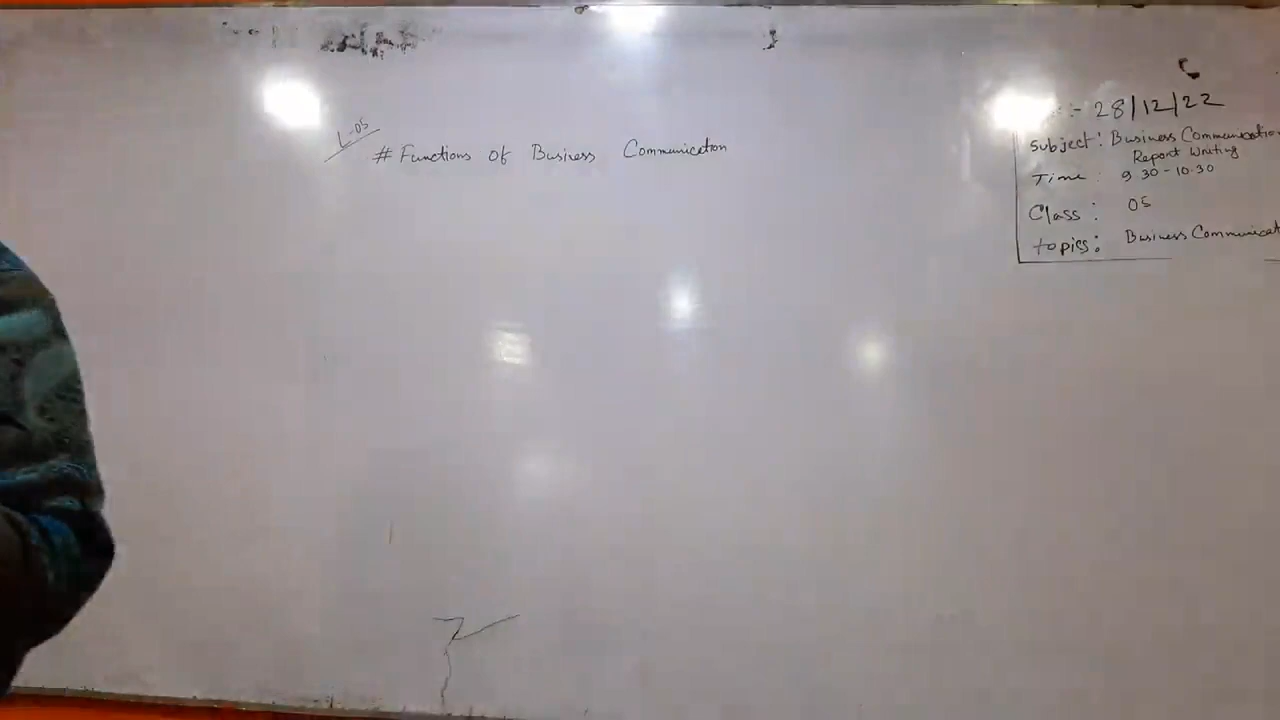 L-05
# Functions of Business Communication
:- 28/12/22
Subject: Business Communication
Report Writing
Time : 9 30-10.30
Class : 05
topics: Business Communicat